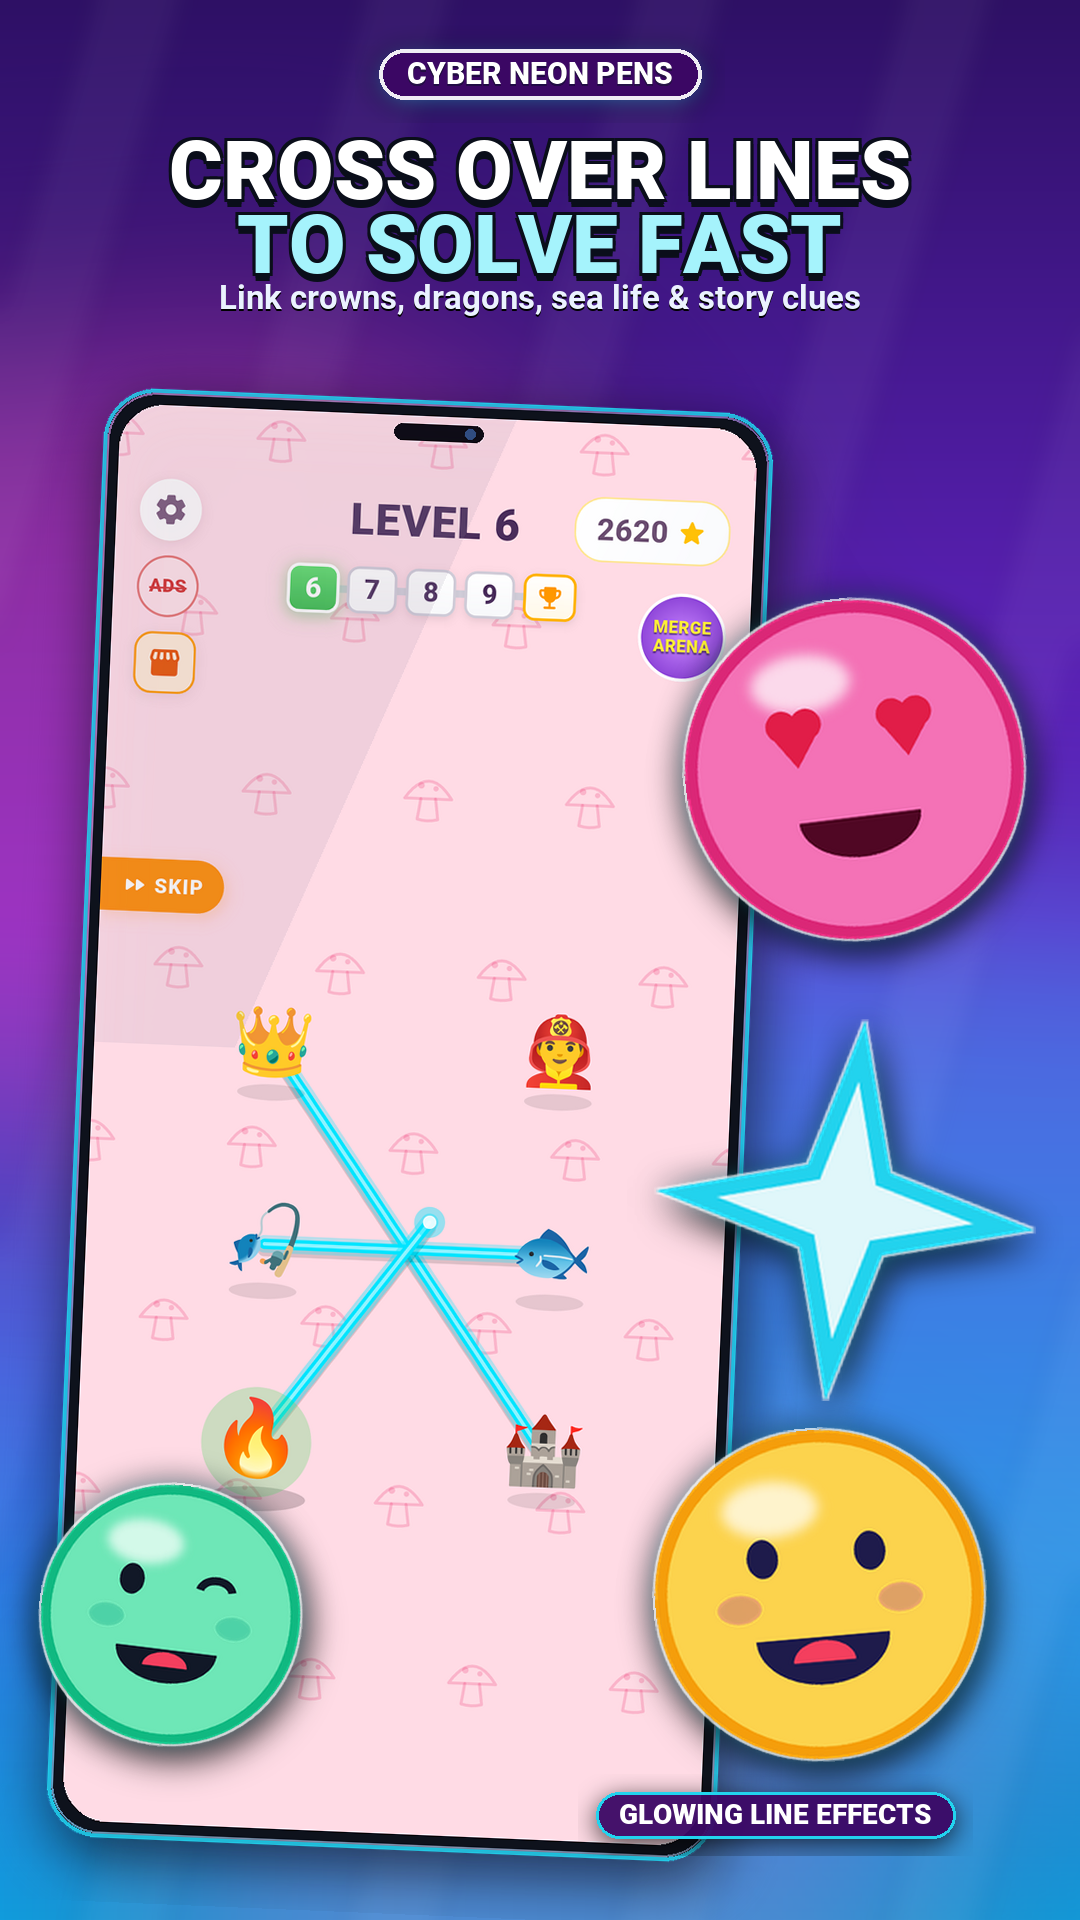 CYBER NEON PENS
CROSS OVER LINES
TO SOLVE FAST
Link crowns, dragons, sea life & story clues
LEVEL 6
2620
ADS
6 7 8 9
MERGE
ARENA
SKIP
GLOWING LINE EFFECTS